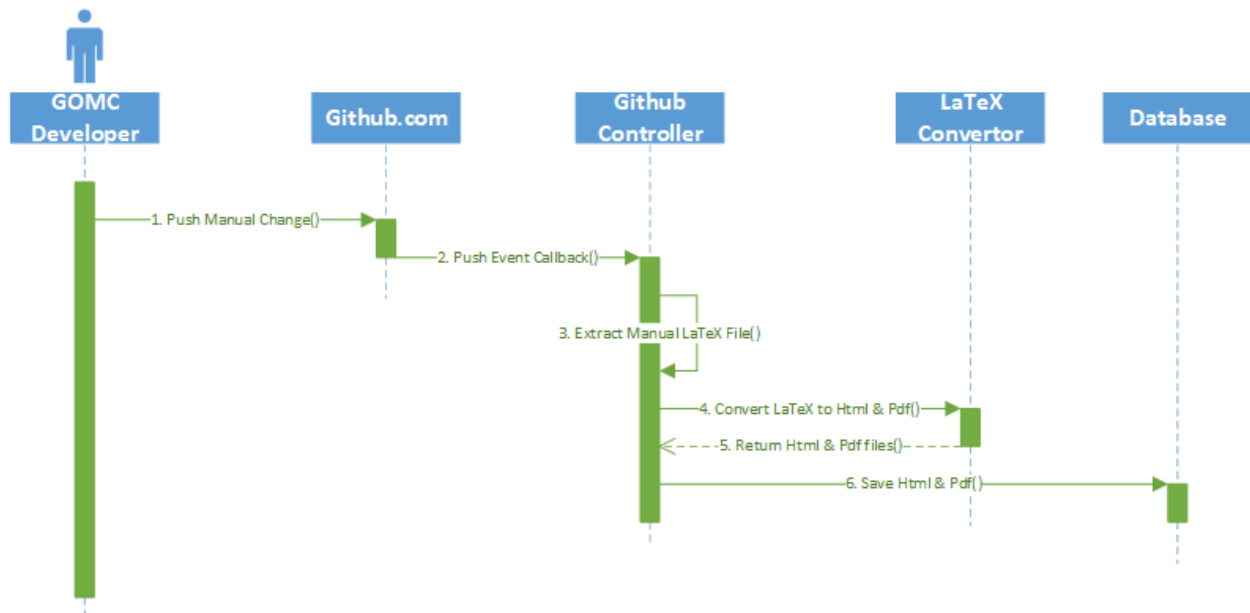 GOMC
Developer
Github.com
Github
Controller
LaTeX
Convertor
Database
1. Push Manual Change()
2. Push Event Callback()
3. Extract Manual LaTeX File()
4. Convert LaTeX to Html & Pdf()
5. Return Html & Pdf files()
6. Save Html & Pdf()